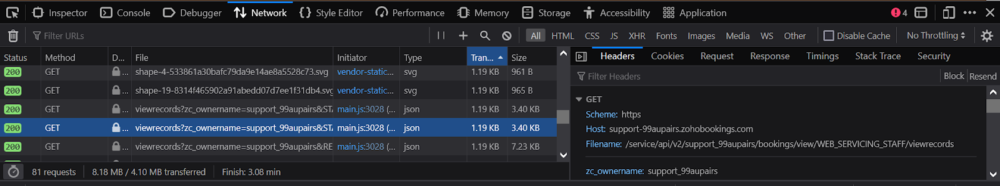 Inspector Console Debugger Network Style Editor Performance Memory Storage Accessibility Application 4
Filter URLs All HTML CSS JS XHR Fonts Images Media WS Other Disable Cache No Throttling
Status Method D... File Initiator Type Tran... Size
200 GET ... shape-4-533861a30bafc79da9e14ae8a5528c73.svg vendor-static... svg 1.19 KB 961 B
200 GET ... shape-19-8314f465902a91abedd07d7ee1f31db4.svg vendor-static... svg 1.19 KB 965 B
200 GET ... viewrecords?zc_ownername=support_99aupairs&STA main.js:3028 (... json 1.19 KB 3.40 KB
200 GET ... viewrecords?zc_ownername=support_99aupairs&STA main.js:3028 (... json 1.19 KB 3.40 KB
200 GET ... viewrecords?zc_ownername=support_99aupairs&RE main.js:3028 (... json 1.19 KB 7.23 KB
81 requests 8.18 MB / 4.10 MB transferred Finish: 3.08 min
Headers Cookies Request Response Timings Stack Trace Security
Filter Headers Block Resend
GET
Scheme: https
Host: support-99aupairs.zohobookings.com
Filename: /service/api/v2/support_99aupairs/bookings/view/WEB_SERVICING_STAFF/viewrecords
zc_ownername: support_99aupairs